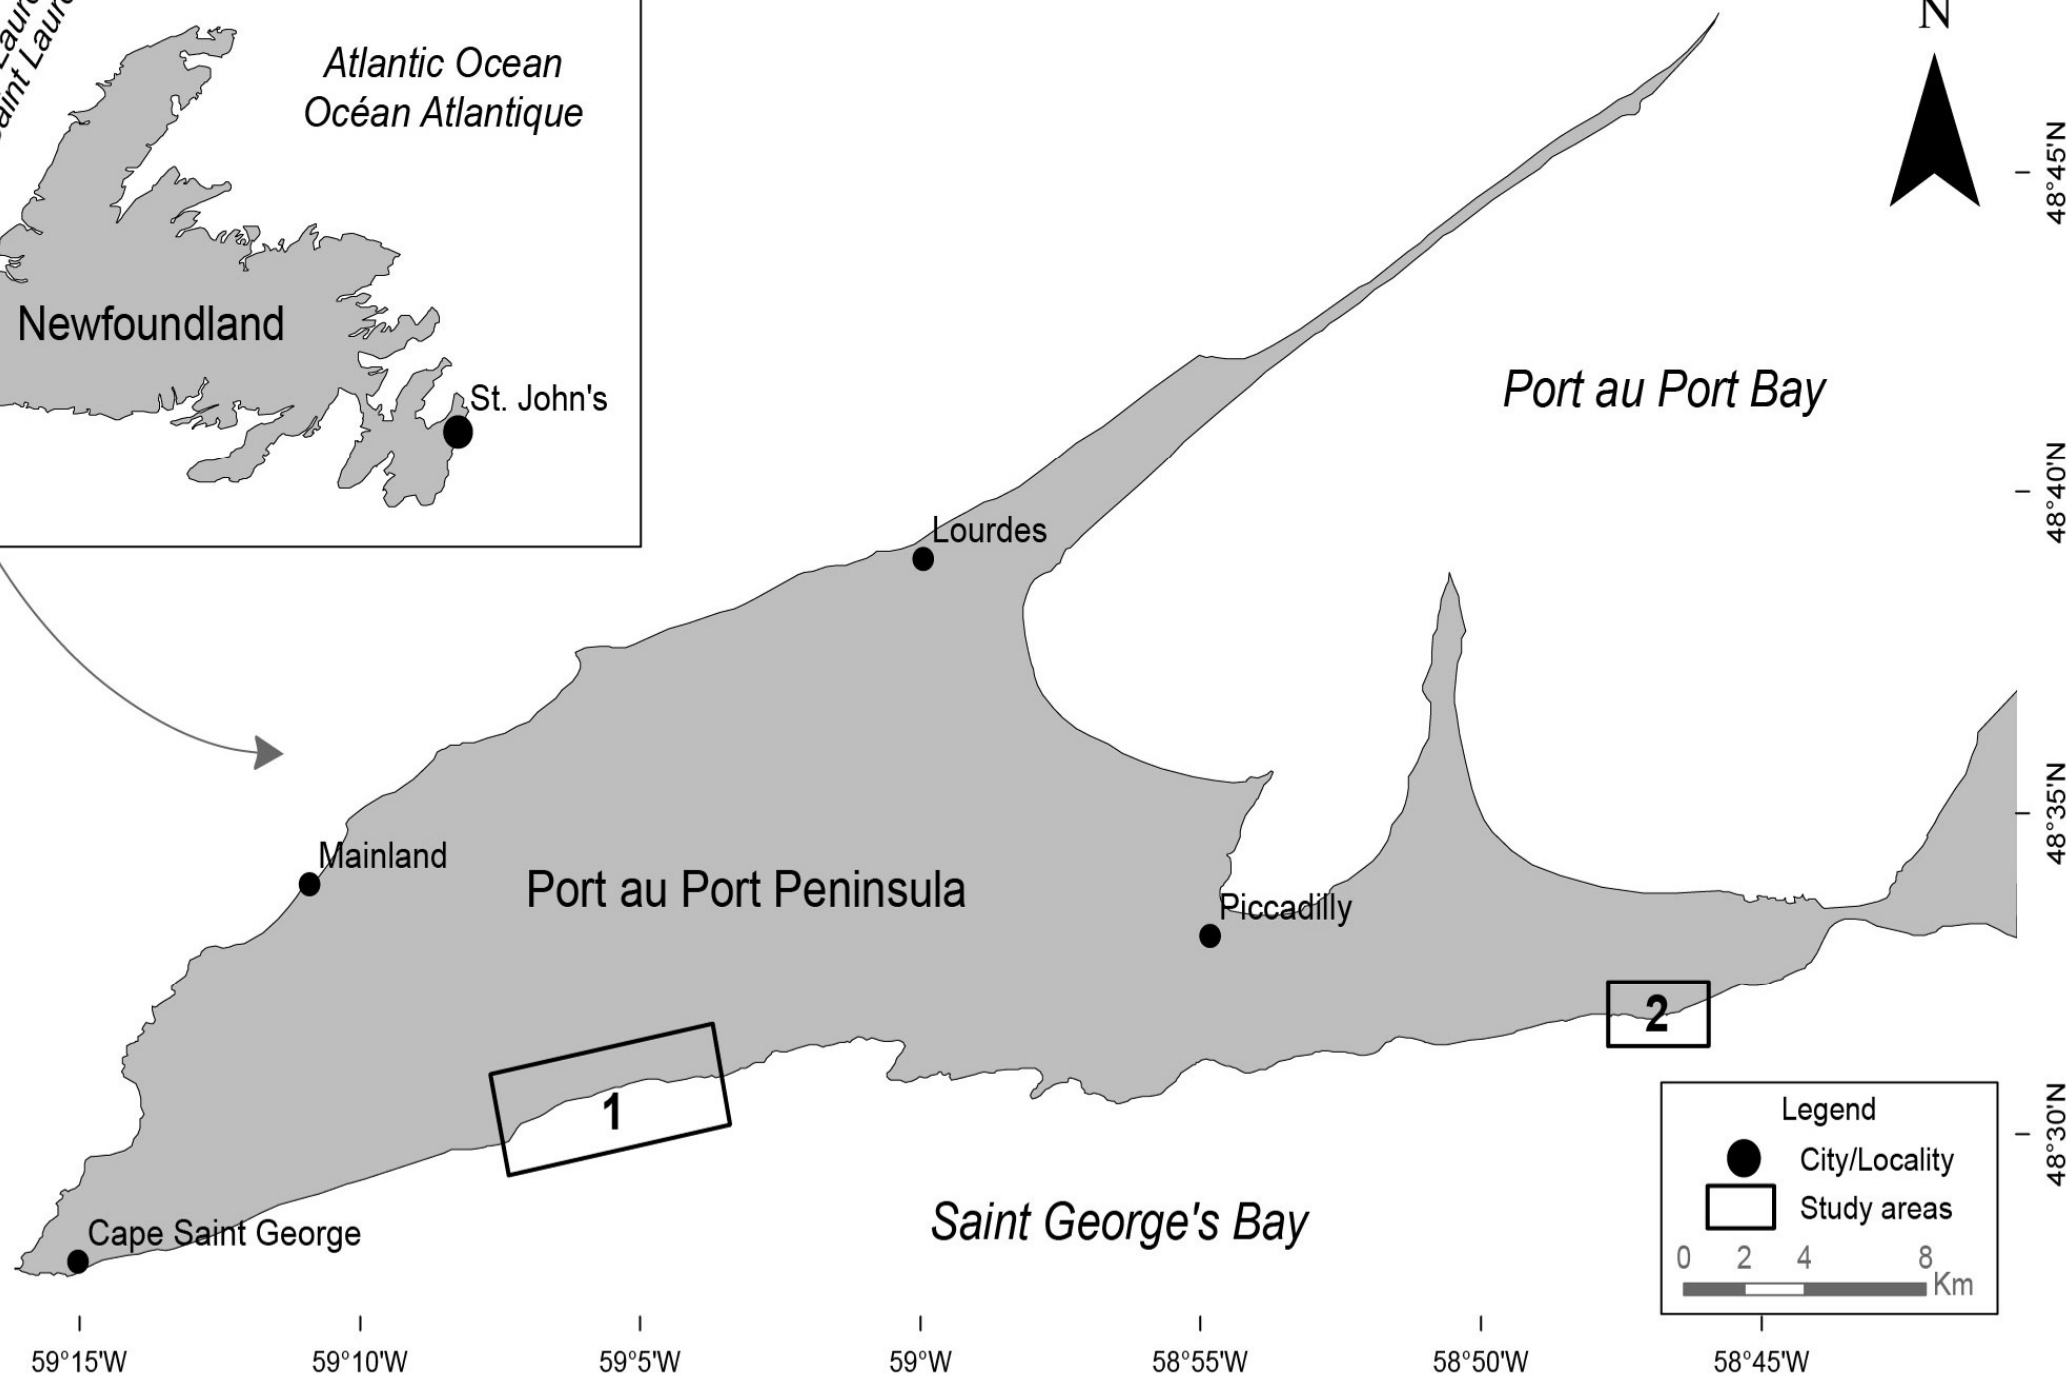 Atlantic Ocean
Océan Atlantique
Newfoundland
St. John's
N
48°45'N
Port au Port Bay
48°40'N
Lourdes
48°35'N
Mainland
Port au Port Peninsula
Piccadilly
2
1
48°30'N
Cape Saint George
Saint George's Bay
Legend
City/Locality
Study areas
0 2 4 8
Km
59°15'W 59°10'W 59°5'W 59°W 58°55'W 58°50'W 58°45'W